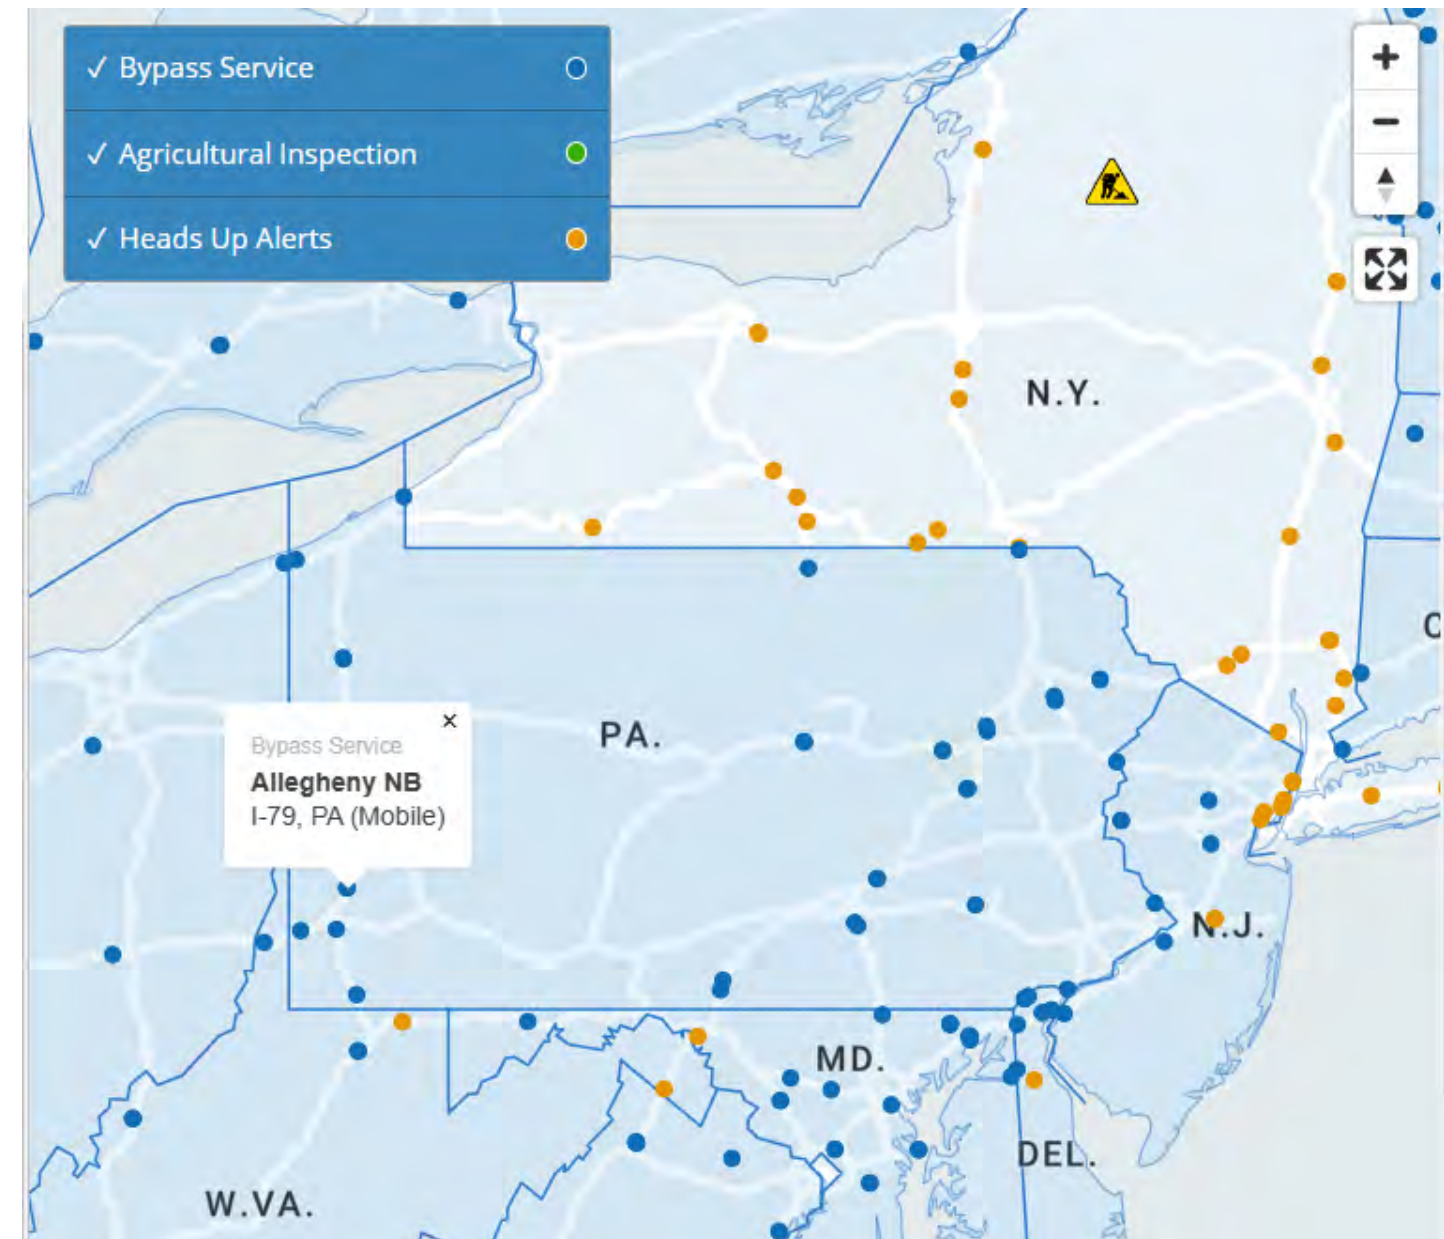 ✓ Bypass Service
✓ Agricultural Inspection
✓ Heads Up Alerts
+
−
N.Y.
C
PA.
x
Bypass Service
Allegheny NB
I-79, PA (Mobile)
N.J.
MD.
DEL.
W.VA.